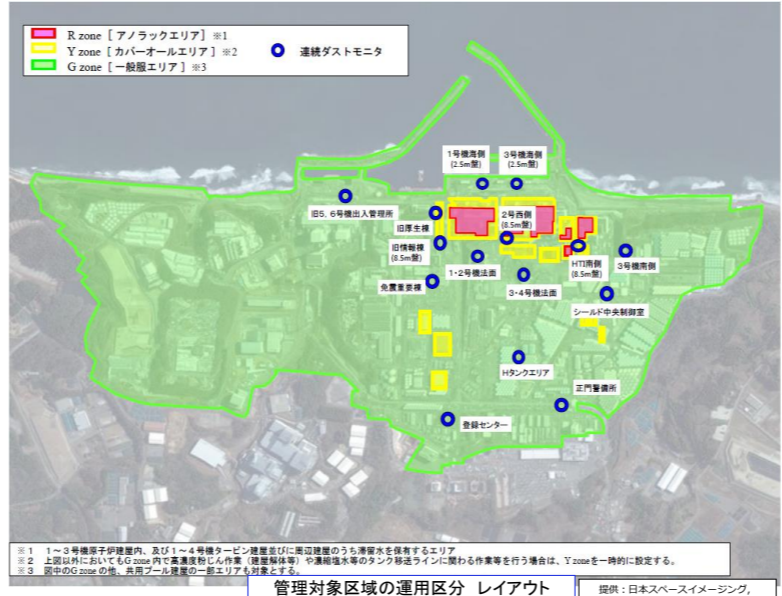 R zone [ アノラックエリア ] ※1
Y zone [ カバーオールエリア ] ※2
G zone [ 一般服エリア ] ※3
連続ダストモニタ
1号機海側
(2.5m盤)
3号機海側
(2.5m盤)
旧5．6号機出入管理所
旧厚生棟
2号西側
(8.5m盤)
旧情報棟
(8.5m盤)
1・2号機法面
HTI南側
(8.5m盤)
3号機南側
免震重要棟
3・4号機法面
シールド中央制御室
Hタンクエリア
正門警備所
登録センター
※１　１～３号機原子炉建屋内、及び１～４号機タービン建屋並びに周辺建屋のうち滞留水を保有するエリア
※２　上図以外においてもG zone内で高濃度粉じん作業（建屋解体等）や濃縮塩水等のタンク移送ラインに関わる作業等を行う場合は、Y zoneを一時的に設定する。
※３　図中のG zoneの他、共用プール建屋の一部エリアも対象とする。
管理対象区域の運用区分 レイアウト
提供：日本スペースイメージング,